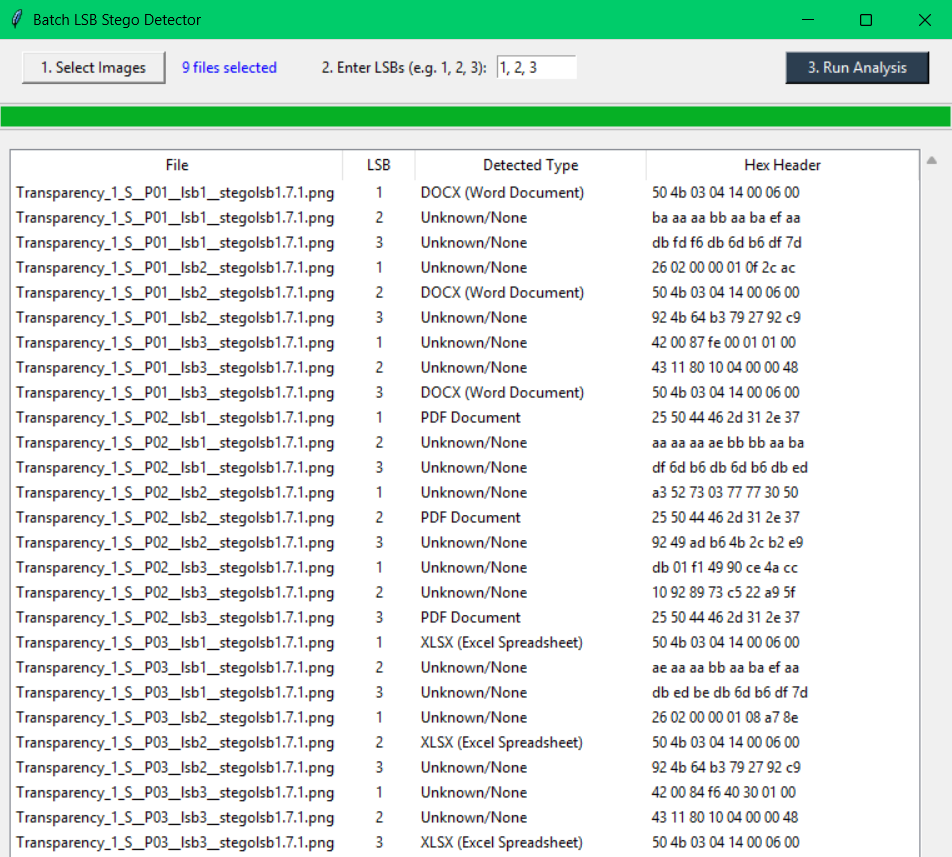 Batch LSB Stego Detector
1. Select Images 9 files selected 2. Enter LSBs (e.g. 1, 2, 3): 1, 2, 3 3. Run Analysis
File LSB Detected Type Hex Header
Transparency_1_S__P01__lsb1__stegolsb1.7.1.png 1 DOCX (Word Document) 50 4b 03 04 14 00 06 00
Transparency_1_S__P01__lsb1__stegolsb1.7.1.png 2 Unknown/None ba aa aa bb aa ba ef aa
Transparency_1_S__P01__lsb1__stegolsb1.7.1.png 3 Unknown/None db fd f6 db 6d b6 df 7d
Transparency_1_S__P01__lsb2__stegolsb1.7.1.png 1 Unknown/None 26 02 00 00 01 0f 2c ac
Transparency_1_S__P01__lsb2__stegolsb1.7.1.png 2 DOCX (Word Document) 50 4b 03 04 14 00 06 00
Transparency_1_S__P01__lsb2__stegolsb1.7.1.png 3 Unknown/None 92 4b 64 b3 79 27 92 c9
Transparency_1_S__P01__lsb3__stegolsb1.7.1.png 1 Unknown/None 42 00 87 fe 00 01 01 00
Transparency_1_S__P01__lsb3__stegolsb1.7.1.png 2 Unknown/None 43 11 80 10 04 00 00 48
Transparency_1_S__P01__lsb3__stegolsb1.7.1.png 3 DOCX (Word Document) 50 4b 03 04 14 00 06 00
Transparency_1_S__P02__lsb1__stegolsb1.7.1.png 1 PDF Document 25 50 44 46 2d 31 2e 37
Transparency_1_S__P02__lsb1__stegolsb1.7.1.png 2 Unknown/None aa aa aa ae bb bb aa ba
Transparency_1_S__P02__lsb1__stegolsb1.7.1.png 3 Unknown/None df 6d b6 db 6d b6 db ed
Transparency_1_S__P02__lsb2__stegolsb1.7.1.png 1 Unknown/None a3 52 73 03 77 77 30 50
Transparency_1_S__P02__lsb2__stegolsb1.7.1.png 2 PDF Document 25 50 44 46 2d 31 2e 37
Transparency_1_S__P02__lsb2__stegolsb1.7.1.png 3 Unknown/None 92 49 ad b6 4b 2c b2 e9
Transparency_1_S__P02__lsb3__stegolsb1.7.1.png 1 Unknown/None db 01 f1 49 90 ce 4a cc
Transparency_1_S__P02__lsb3__stegolsb1.7.1.png 2 Unknown/None 10 92 89 73 c5 22 a9 5f
Transparency_1_S__P02__lsb3__stegolsb1.7.1.png 3 PDF Document 25 50 44 46 2d 31 2e 37
Transparency_1_S__P03__lsb1__stegolsb1.7.1.png 1 XLSX (Excel Spreadsheet) 50 4b 03 04 14 00 06 00
Transparency_1_S__P03__lsb1__stegolsb1.7.1.png 2 Unknown/None ae aa aa bb aa ba ef aa
Transparency_1_S__P03__lsb1__stegolsb1.7.1.png 3 Unknown/None db ed be db 6d b6 df 7d
Transparency_1_S__P03__lsb2__stegolsb1.7.1.png 1 Unknown/None 26 02 00 00 01 08 a7 8e
Transparency_1_S__P03__lsb2__stegolsb1.7.1.png 2 XLSX (Excel Spreadsheet) 50 4b 03 04 14 00 06 00
Transparency_1_S__P03__lsb2__stegolsb1.7.1.png 3 Unknown/None 92 4b 64 b3 79 27 92 c9
Transparency_1_S__P03__lsb3__stegolsb1.7.1.png 1 Unknown/None 42 00 84 f6 40 30 01 00
Transparency_1_S__P03__lsb3__stegolsb1.7.1.png 2 Unknown/None 43 11 80 10 04 00 00 48
Transparency_1_S__P03__lsb3__stegolsb1.7.1.png 3 XLSX (Excel Spreadsheet) 50 4b 03 04 14 00 06 00